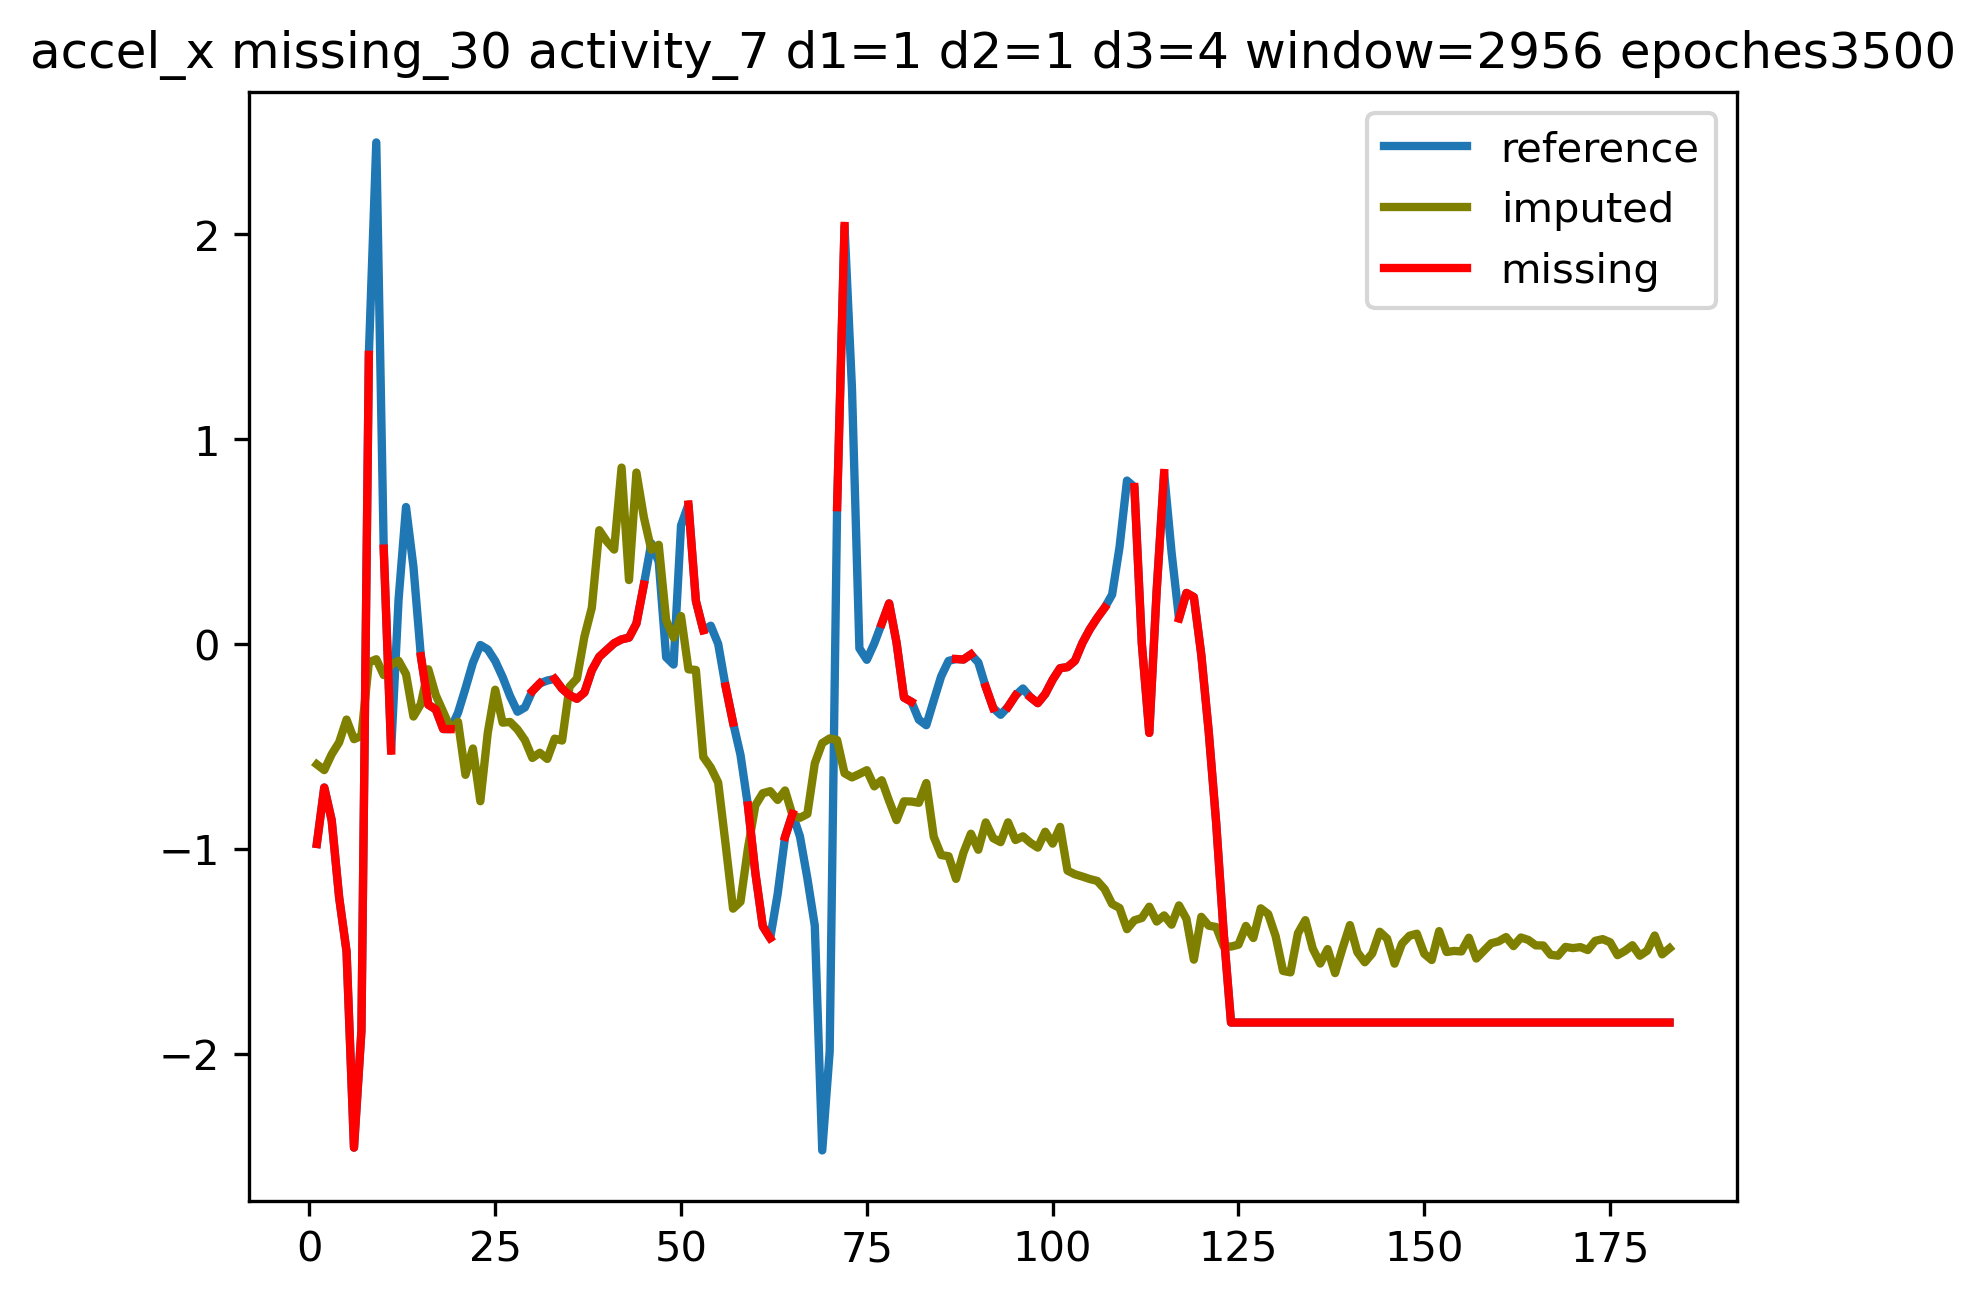 accel_x missing_30 activity_7 d1=1 d2=1 d3=4 window=2956 epoches3500
reference
imputed
missing
2
1
0
−1
−2
0 25 50 75 100 125 150 175